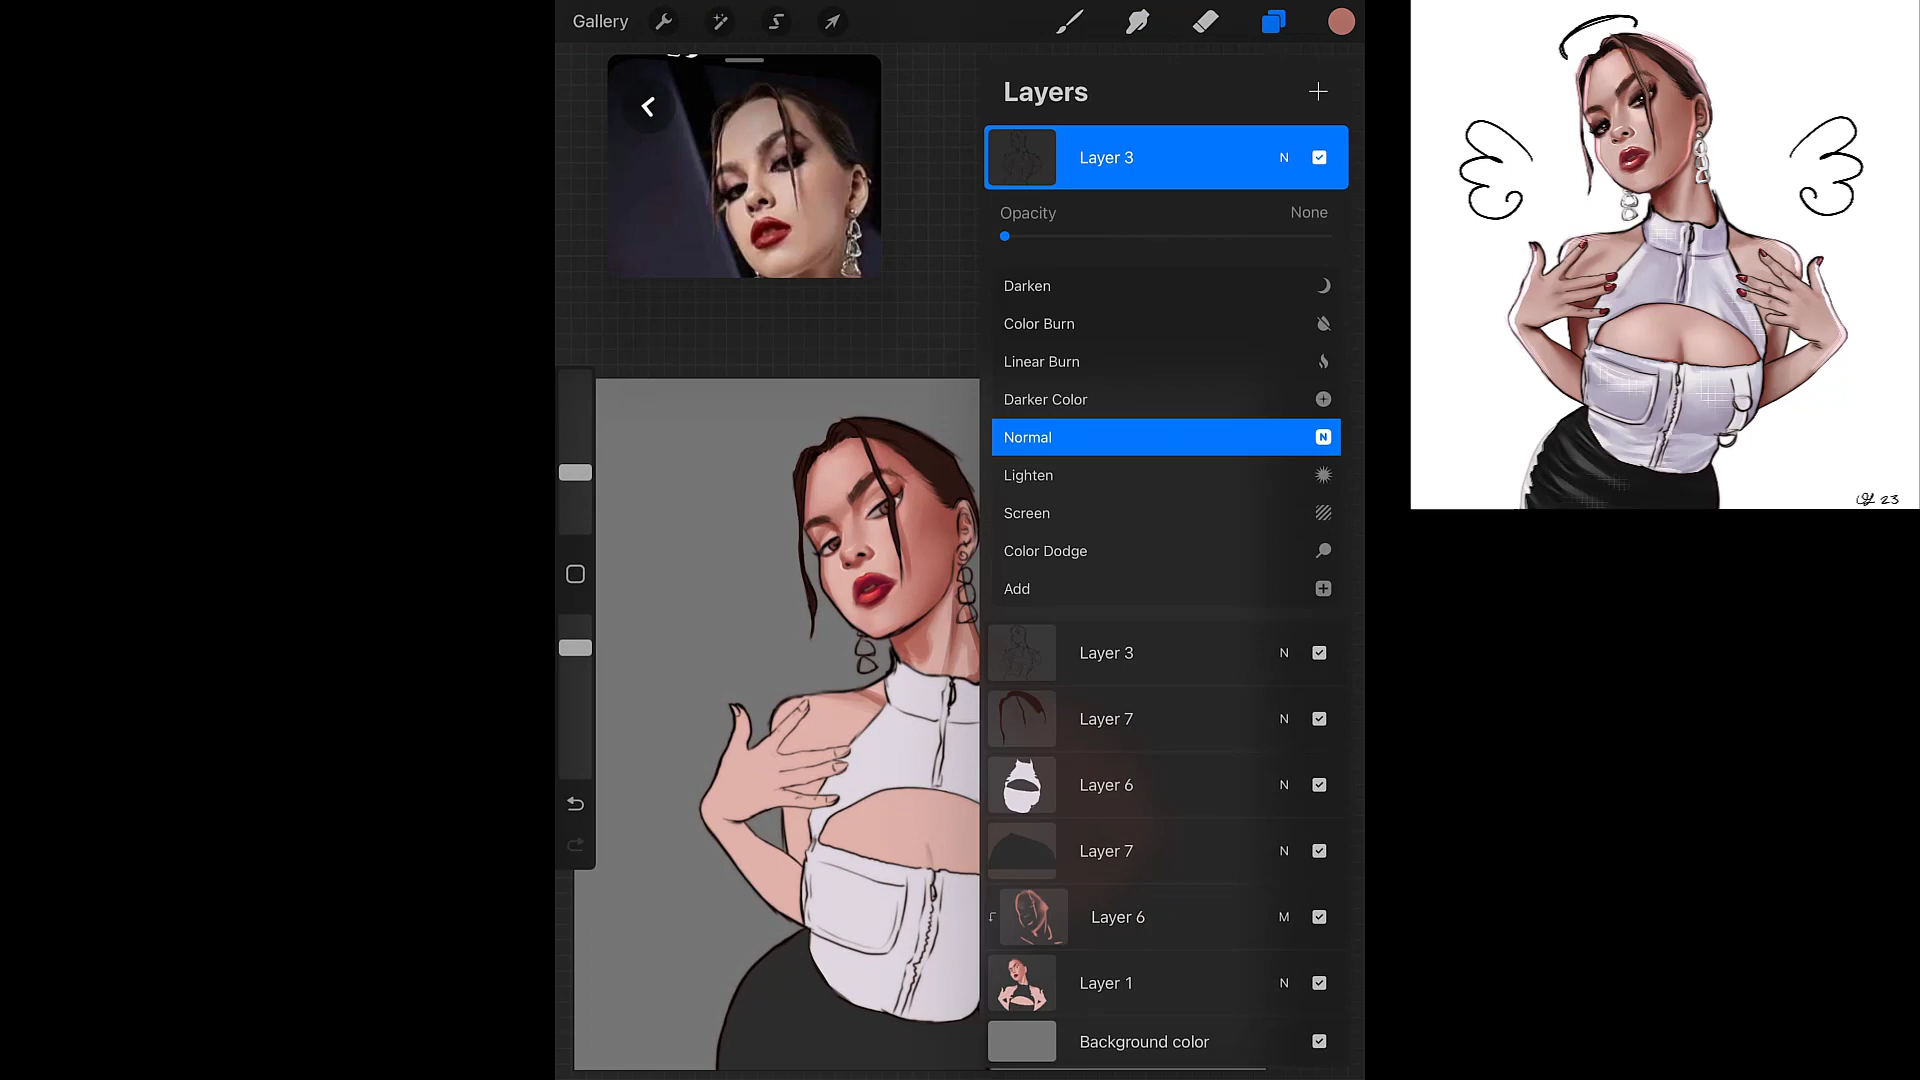 Gallery
Layers
Layer 3 N
Opacity None
Darken
Color Burn
Linear Burn
Darker Color
Normal N
Lighten
Screen
Color Dodge
Add
Layer 3 N
Layer 7 N
Layer 6 N
Layer 7 N
Layer 6 M
Layer 1 N
Background color
23